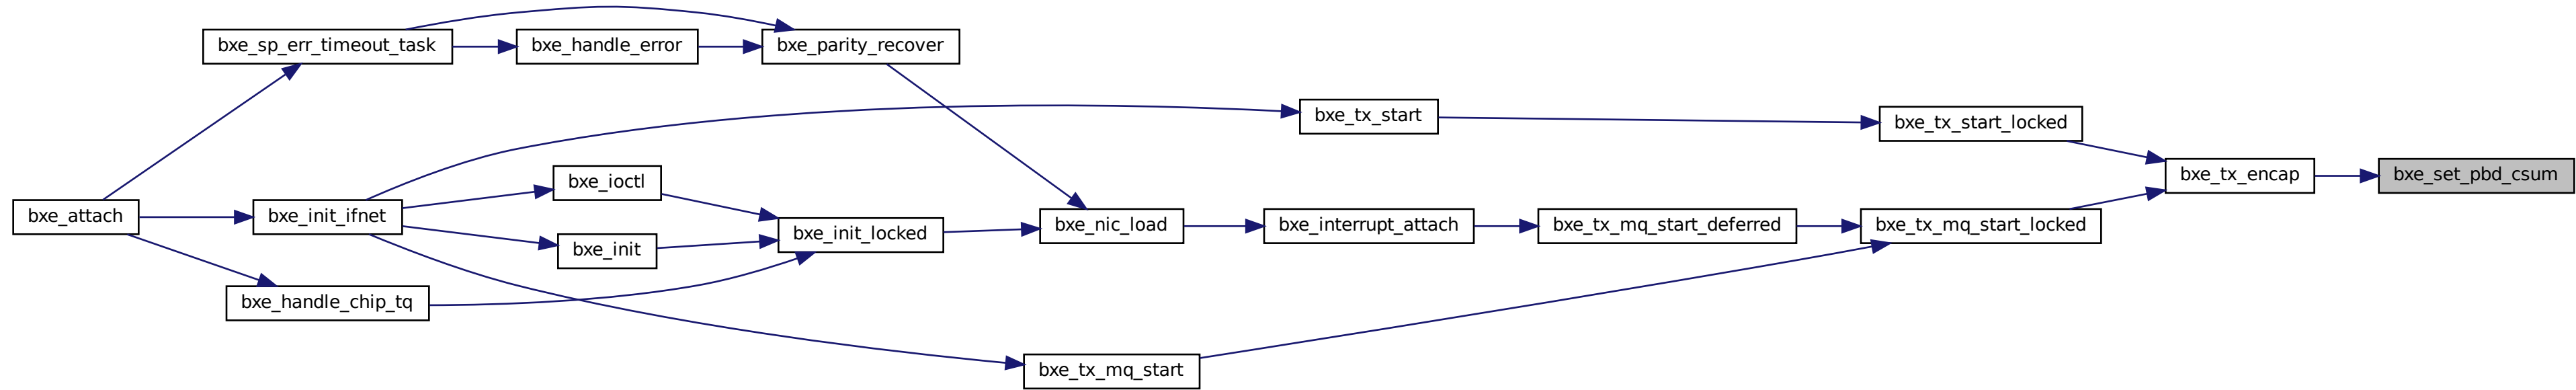 bxe_sp_err_timeout_task
bxe_handle_error
bxe_parity_recover
bxe_tx_start
bxe_tx_start_locked
bxe_ioctl
bxe_tx_encap
bxe_set_pbd_csum
bxe_attach
bxe_init_ifnet
bxe_init_locked
bxe_nic_load
bxe_interrupt_attach
bxe_tx_mq_start_deferred
bxe_tx_mq_start_locked
bxe_init
bxe_handle_chip_tq
bxe_tx_mq_start